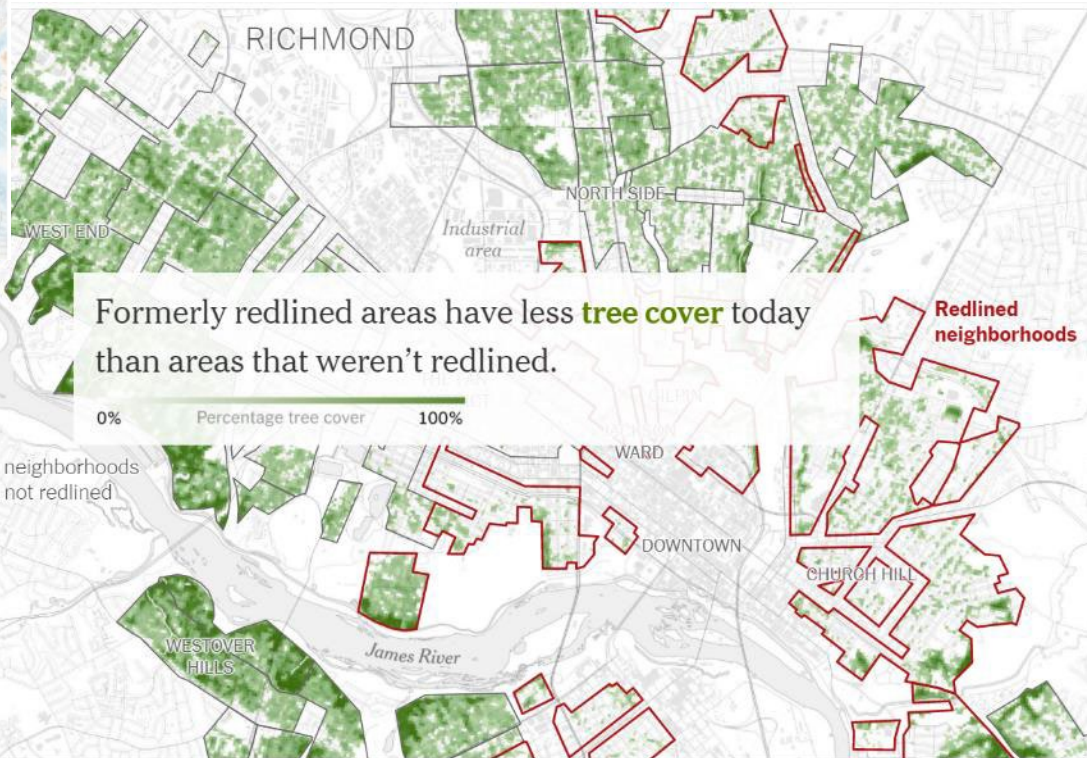 RICHMOND
NORTH SIDE
WEST END
Industrial
area
Formerly redlined areas have less tree cover today
than areas that weren't redlined.
Redlined
neighborhoods
0%
Percentage tree cover
100%
GILPIN
WARD
neighborhoods
not redlined
DOWNTOWN
CHURCH HILL
WESTOVER
HILLS
James River